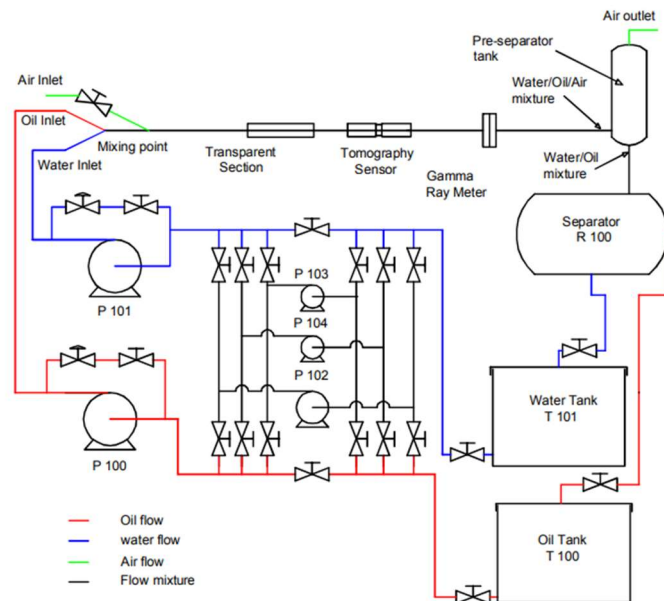 Air outlet
Pre-separator
tank
Air Inlet
Water/Oil/Air
mixture
Oil Inlet
Mixing point
Water Inlet
Transparent
Section
Tomography
Sensor
Gamma
Ray Meter
Water/Oil
mixture
Separator
R 100
P 101
P 103
P 104
P 102
P 100
Water Tank
T 101
Oil Tank
T 100
Oil flow
water flow
Air flow
Flow mixture